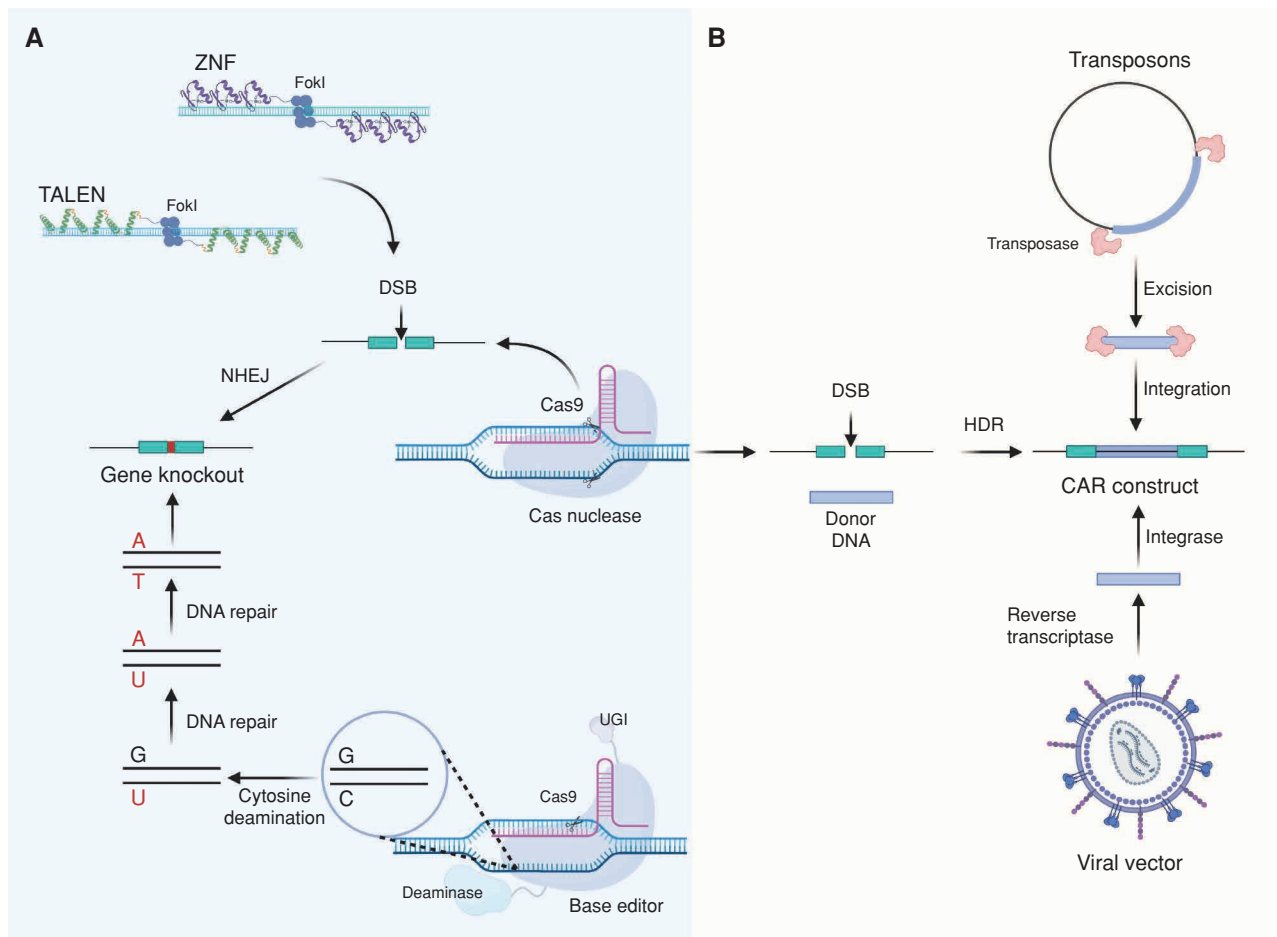 A
ZNF
FokI
TALEN
FokI
DSB
NHEJ
Cas9
Gene knockout
Cas nuclease
A
T
DNA repair
A
U
DNA repair
G
U
Cytosine
deamination
G
C
UGI
Cas9
Deaminase
Base editor
B
Transposons
Transposase
Excision
Integration
DSB
HDR
Donor
DNA
CAR construct
Integrase
Reverse
transcriptase
Viral vector